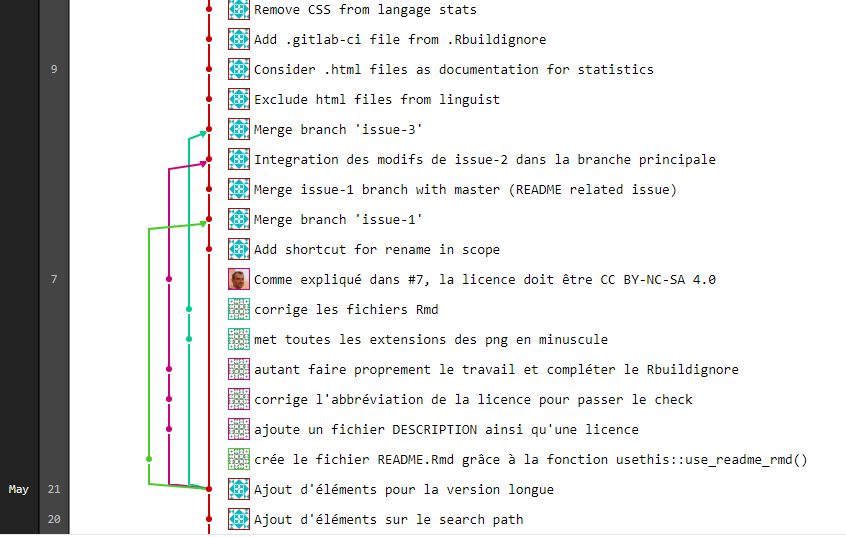 Remove CSS from langage stats
Add .gitlab-ci file from .Rbuildignore
9 Consider .html files as documentation for statistics
Exclude html files from linguist
Merge branch 'issue-3'
Integration des modifs de issue-2 dans la branche principale
Merge issue-1 branch with master (README related issue)
Merge branch 'issue-1'
Add shortcut for rename in scope
7 Comme expliqué dans #7, la licence doit être CC BY-NC-SA 4.0
corrige les fichiers Rmd
met toutes les extensions des png en minuscule
autant faire proprement le travail et compléter le Rbuildignore
corrige l'abbréviation de la licence pour passer le check
ajoute un fichier DESCRIPTION ainsi qu'une licence
crée le fichier README.Rmd grâce à la fonction usethis::use_readme_rmd()
May 21 Ajout d'éléments pour la version longue
20 Ajout d'éléments sur le search path